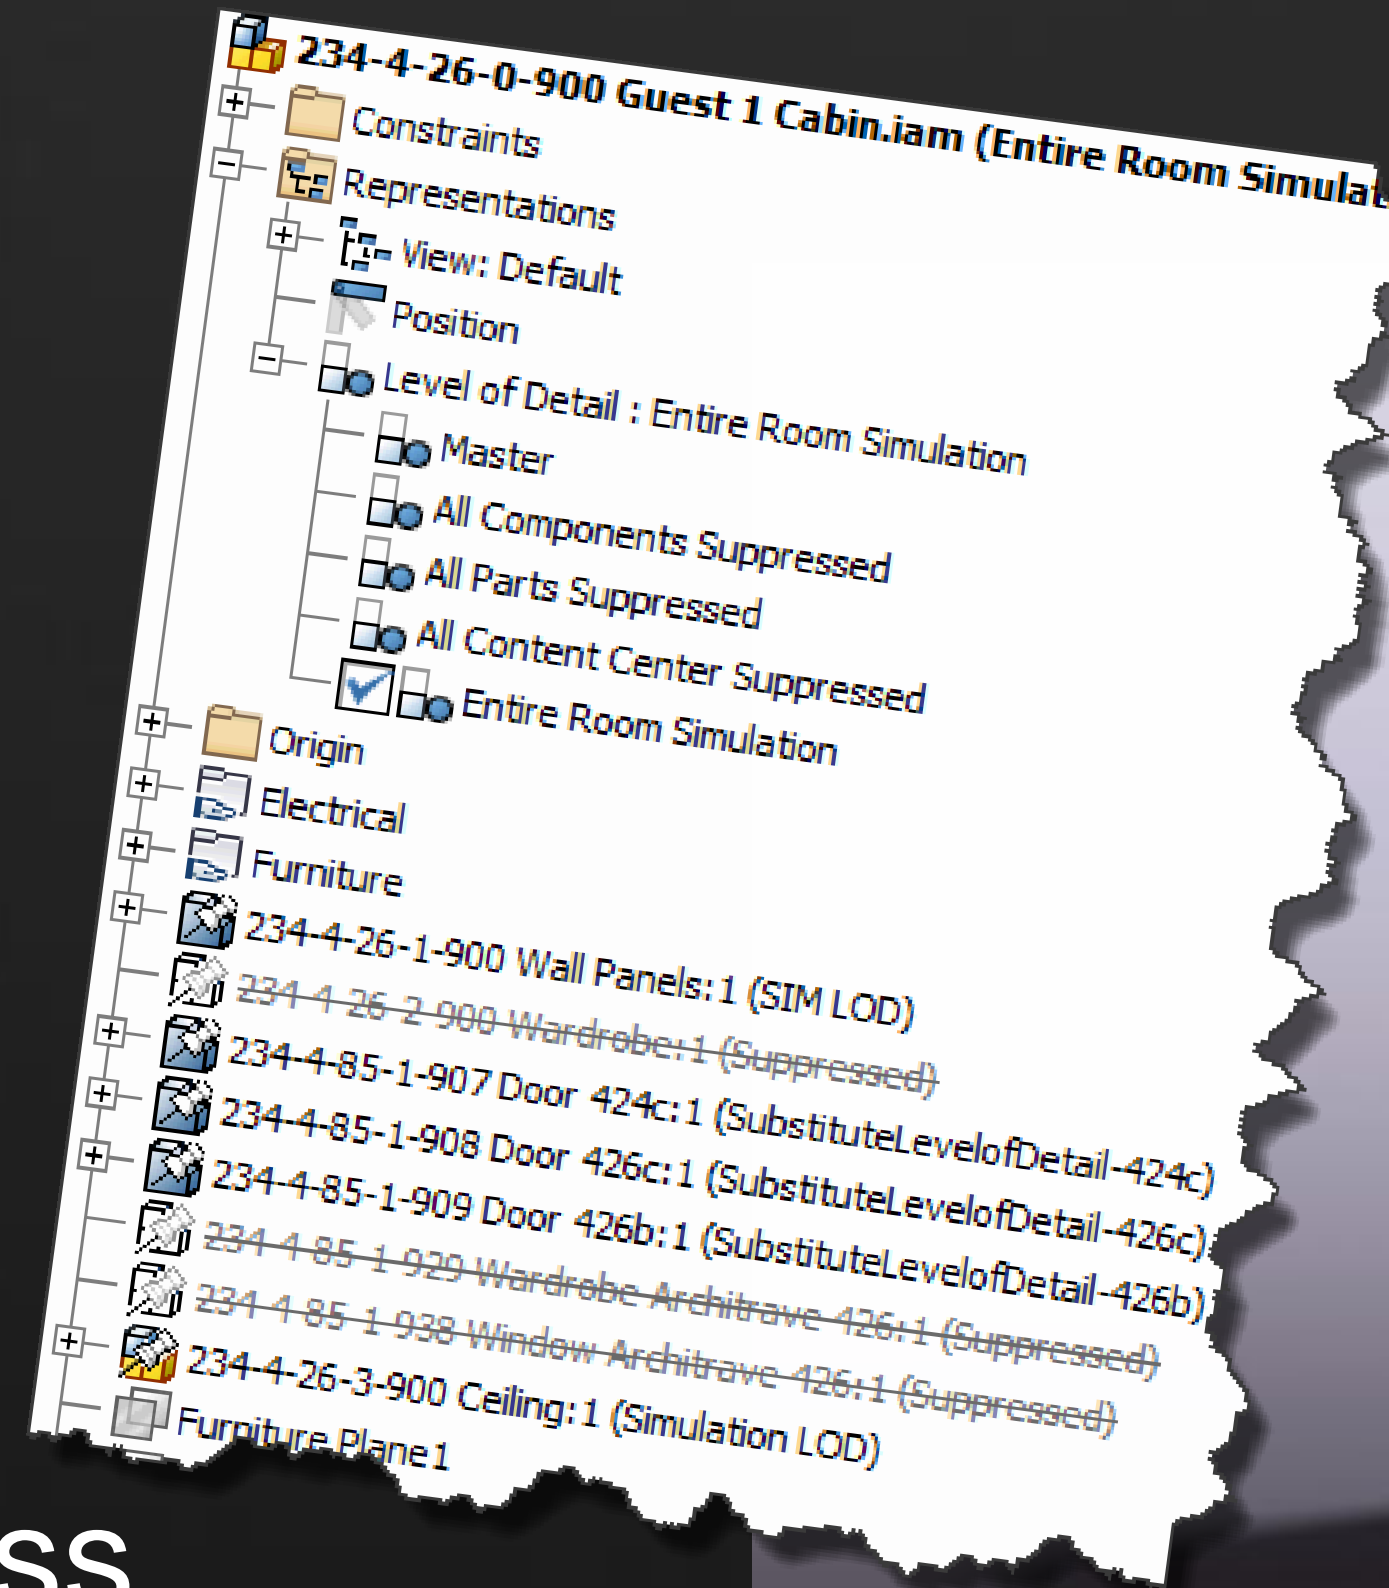 234-4-26-0-900 Guest 1 Cabin.iam (Entire Room Simulat
Constraints
Representations
View: Default
Position
Level of Detail : Entire Room Simulation
Master
All Components Suppressed
All Parts Suppressed
All Content Center Suppressed
Entire Room Simulation
Origin
Electrical
Furniture
234-4-26-1-900 Wall Panels:1 (SIM LOD)
234-4-26-2-900 Wardrobe:1 (Suppressed)
234-4-85-1-907 Door 424c:1 (SubstituteLevelofDetail-424c)
234-4-85-1-908 Door 426c:1 (SubstituteLevelofDetail-426c)
234-4-85-1-909 Door 426b:1 (SubstituteLevelofDetail-426b)
234-4-85-1-929 Wardrobe Architrave 426:1 (Suppressed)
234-4-85-1-938 Window Architrave 426:1 (Suppressed)
234-4-26-3-900 Ceiling:1 (Simulation LOD)
Furniture Plane1
ss